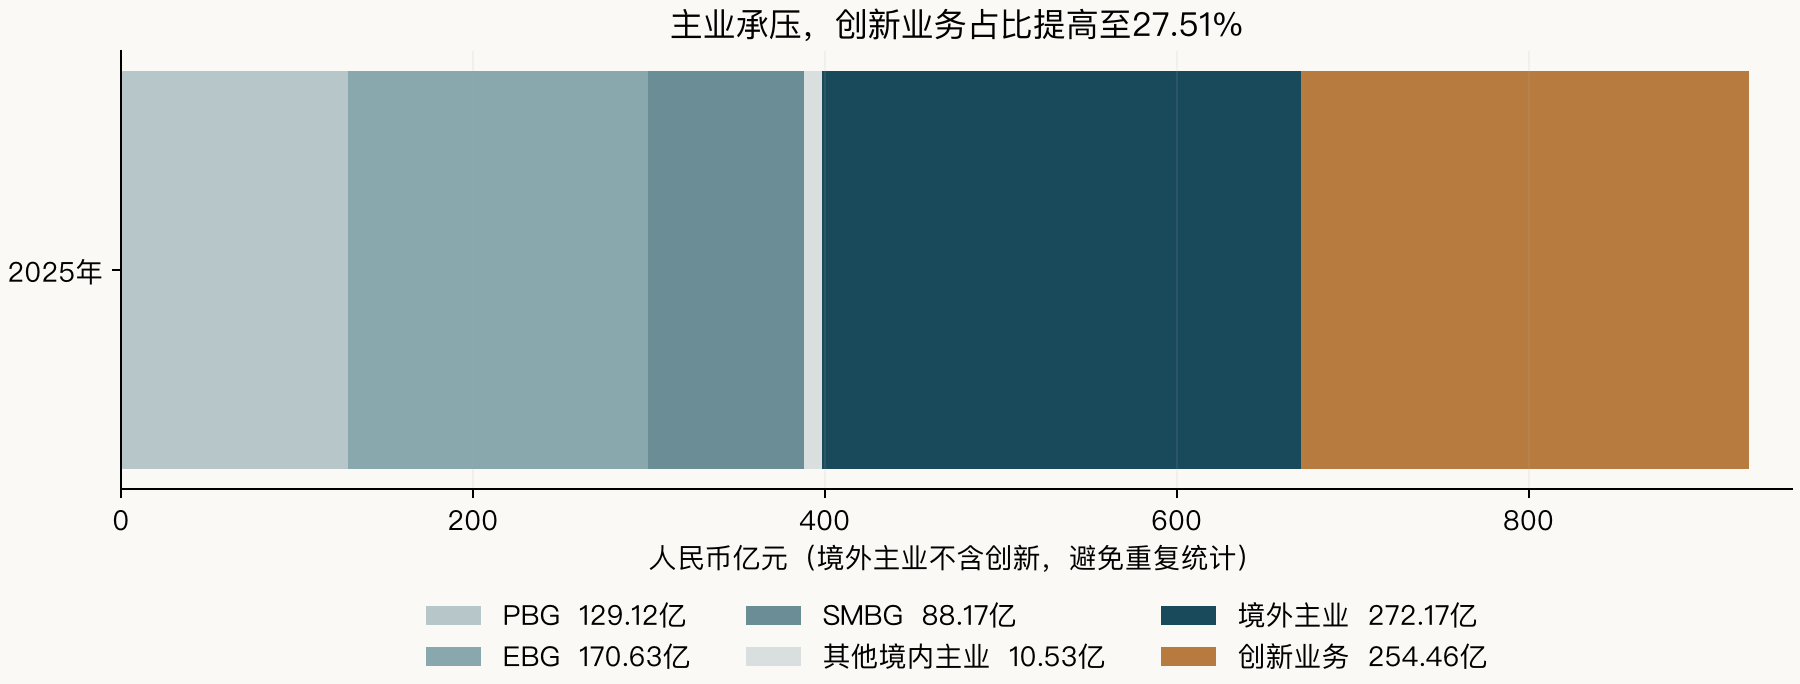 主业承压，创新业务占比提高至27.51%
2025年
0 200 400 600 800
人民币亿元（境外主业不含创新，避免重复统计）
PBG 129.12亿 SMBG 88.17亿 境外主业 272.17亿
EBG 170.63亿 其他境内主业 10.53亿 创新业务 254.46亿